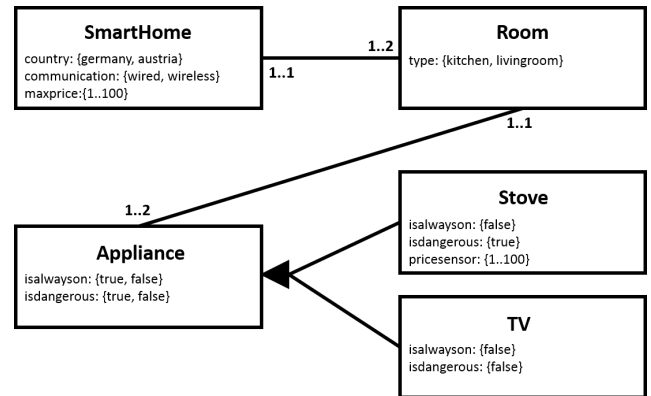 SmartHome
country: {germany, austria}
communication: {wired, wireless}
maxprice:{1..100}
1..1
1..2
Room
type: {kitchen, livingroom}
1..1
1..2
Appliance
isalwayson: {true, false}
isdangerous: {true, false}
Stove
isalwayson: {false}
isdangerous: {true}
pricesensor: {1..100}
TV
isalwayson: {false}
isdangerous: {false}